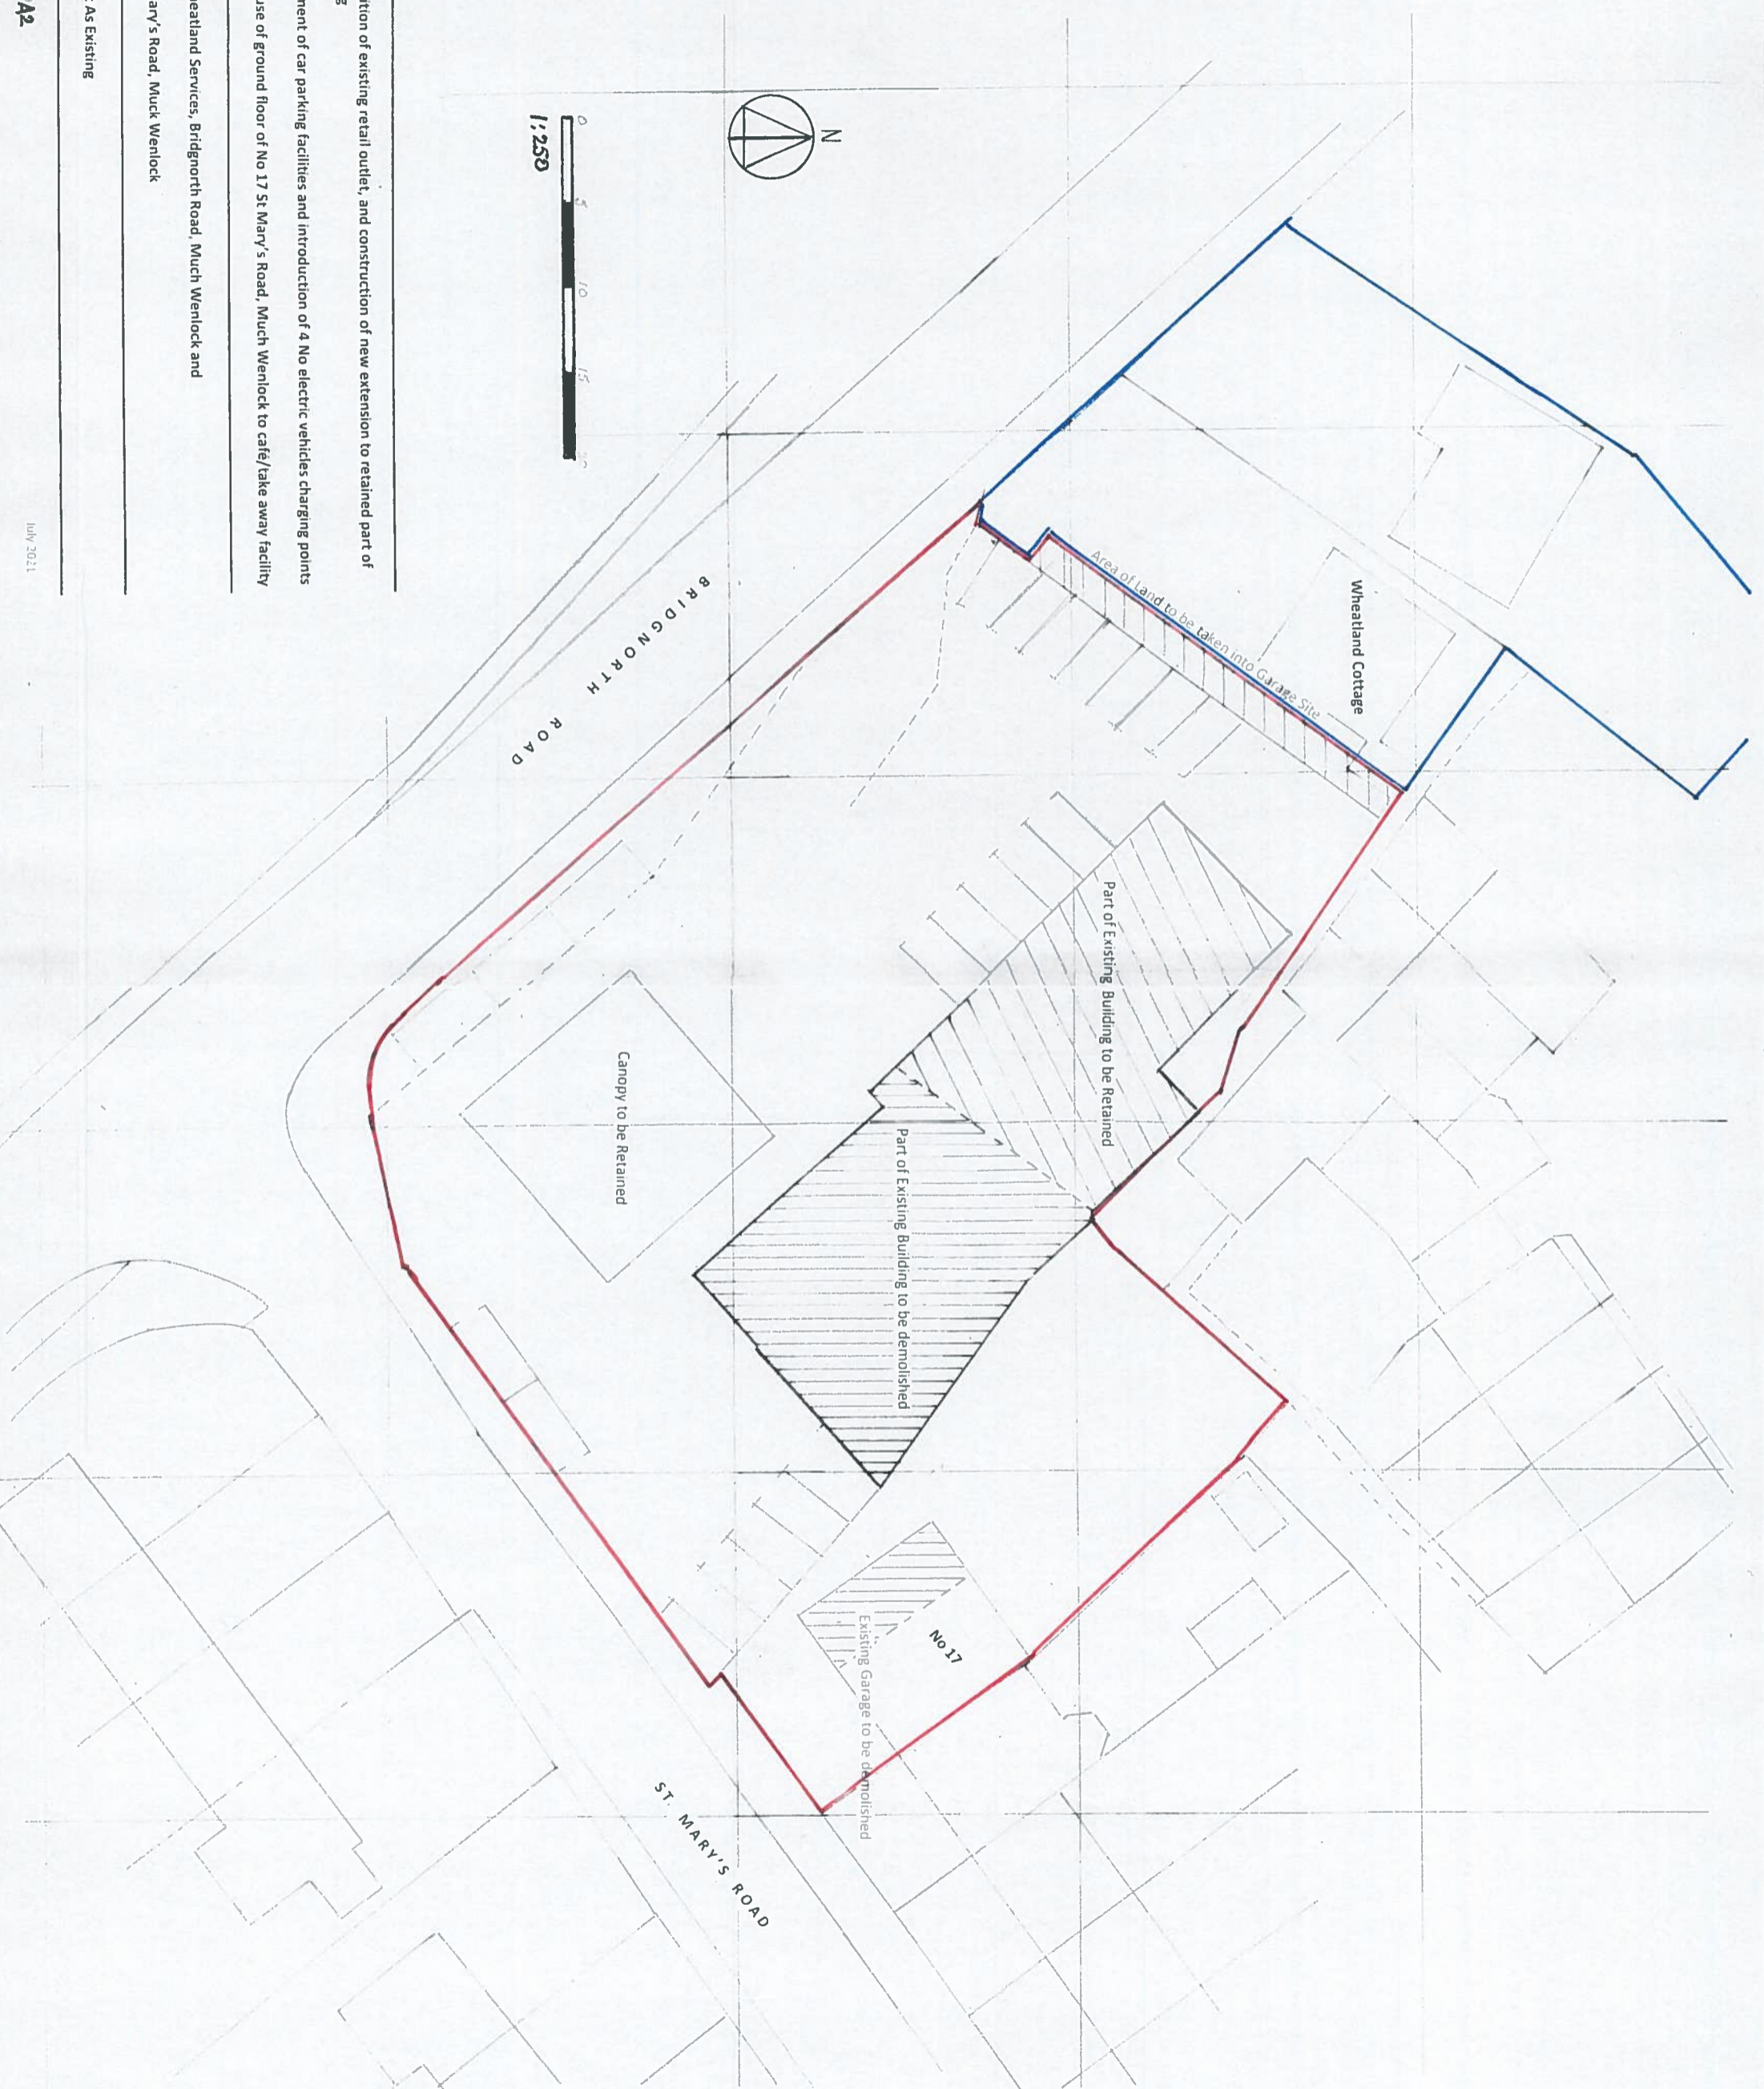 ition of existing retail outlet, and construction of new extension to retained part of
g
ment of car parking facilities and introduction of 4 No electric vehicles charging points
use of ground floor of No 17 St Mary's Road, Much Wenlock to café/take away facility
eatland Services, Bridgnorth Road, Much Wenlock and
ary's Road, Muck Wenlock
: As Existing
A2
July 2021
N
0 5 10 15 20
1:250
BRIDGNORTH ROAD
Wheatland Cottage
Area of Land to be taken into Garage Site
Part of Existing Building to be Retained
Part of Existing Building to be demolished
Canopy to be Retained
No 17
Existing Garage to be demolished
ST. MARY'S ROAD